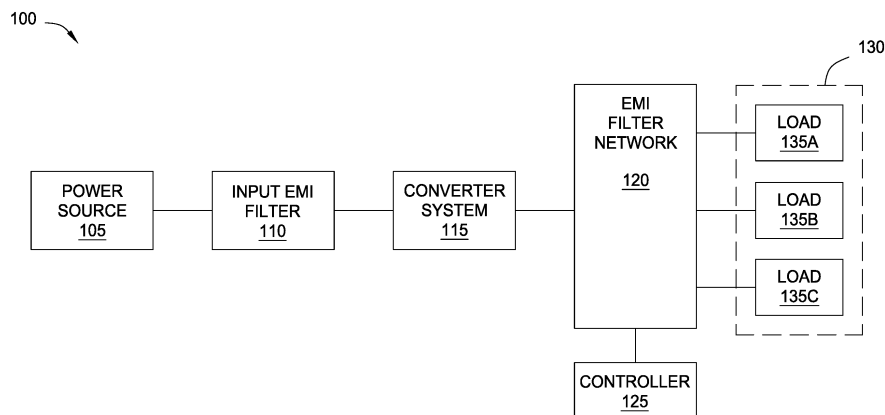 100
130
POWER
SOURCE
105
INPUT EMI
FILTER
110
CONVERTER
SYSTEM
115
EMI
FILTER
NETWORK
120
LOAD
135A
LOAD
135B
LOAD
135C
CONTROLLER
125